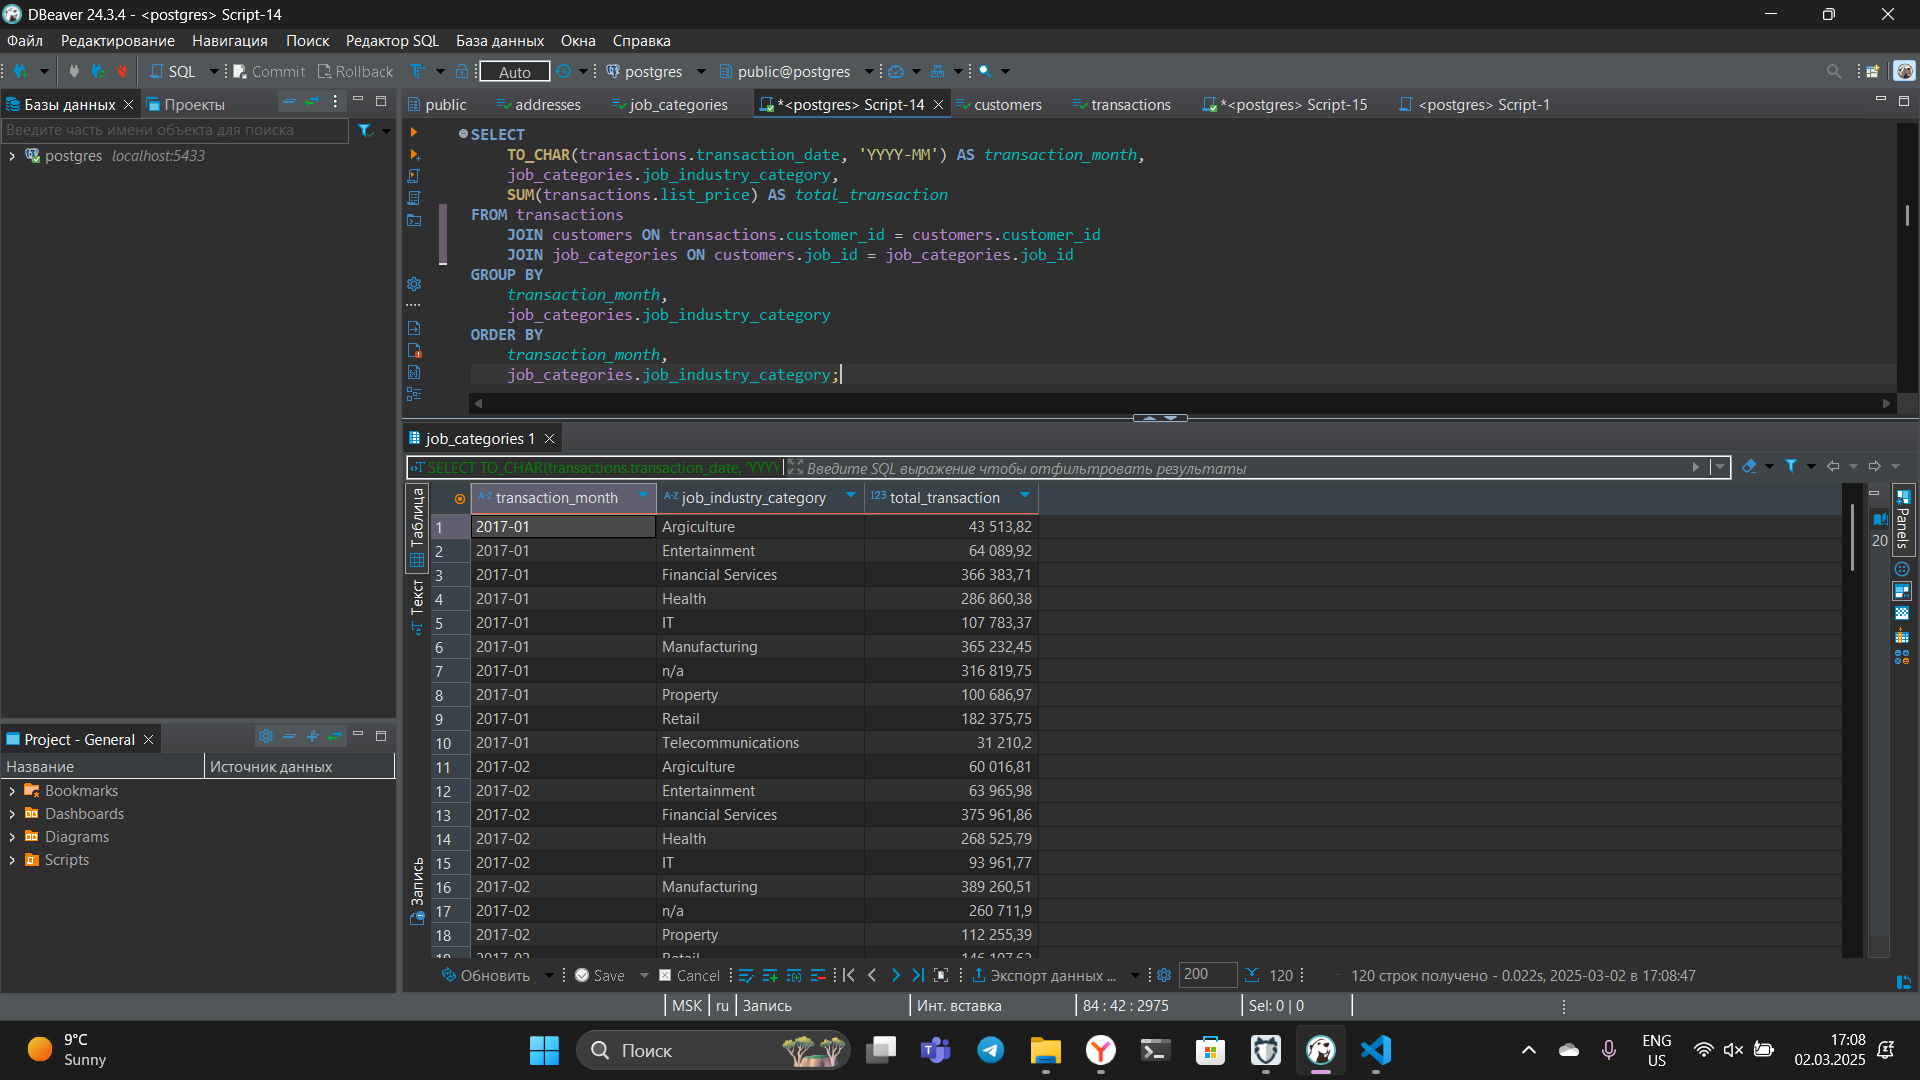 DBeaver 24.3.4 - <postgres> Script-14
Файл Редактирование Навигация Поиск Редактор SQL База данных Окна Справка
SQL Commit Rollback Auto postgres public@postgres
Базы данных Проекты
Введите часть имени объекта для поиска
postgres localhost:5433
public addresses job_categories *<postgres> Script-14 customers transactions *<postgres> Script-15 <postgres> Script-1
SELECT
TO_CHAR(transactions.transaction_date, 'YYYY-MM') AS transaction_month,
job_categories.job_industry_category,
SUM(transactions.list_price) AS total_transaction
FROM transactions
JOIN customers ON transactions.customer_id = customers.customer_id
JOIN job_categories ON customers.job_id = job_categories.job_id
GROUP BY
transaction_month,
job_categories.job_industry_category
ORDER BY
transaction_month,
job_categories.job_industry_category;
job_categories 1
SELECT TO_CHAR(transactions.transaction_date, 'YYYY Введите SQL выражение чтобы отфильтровать результаты
Таблица
Текст
Запись
Panels
20
transaction_month job_industry_category total_transaction
1 2017-01 Argiculture 43 513,82
2 2017-01 Entertainment 64 089,92
3 2017-01 Financial Services 366 383,71
4 2017-01 Health 286 860,38
5 2017-01 IT 107 783,37
6 2017-01 Manufacturing 365 232,45
7 2017-01 n/a 316 819,75
8 2017-01 Property 100 686,97
9 2017-01 Retail 182 375,75
10 2017-01 Telecommunications 31 210,2
11 2017-02 Argiculture 60 016,81
12 2017-02 Entertainment 63 965,98
13 2017-02 Financial Services 375 961,86
14 2017-02 Health 268 525,79
15 2017-02 IT 93 961,77
16 2017-02 Manufacturing 389 260,51
17 2017-02 n/a 260 711,9
18 2017-02 Property 112 255,39
Project - General
Название Источник данных
Bookmarks
Dashboards
Diagrams
Scripts
Обновить Save Cancel Экспорт данных ... 200 120 120 строк получено - 0.022s, 2025-03-02 в 17:08:47
MSK ru Запись Инт. вставка 84 : 42 : 2975 Sel: 0 | 0
9°C
Sunny
Поиск
ENG
US
17:08
02.03.2025